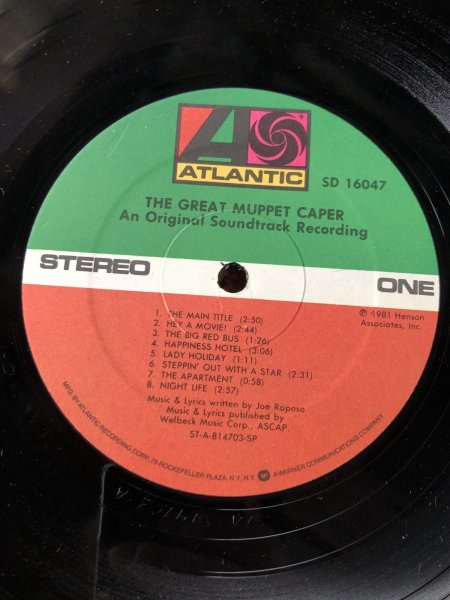 ATLANTIC
SD 16047
THE GREAT MUPPET CAPER
An Original Soundtrack Recording
STEREO
ONE
℗ 1981 Henson
Associates, Inc.
1. THE MAIN TITLE (2:50)
2. HEY A MOVIE! (2:44)
3. THE BIG RED BUS (1:26)
4. HAPPINESS HOTEL (3:06)
5. LADY HOLIDAY (1:11)
6. STEPPIN' OUT WITH A STAR (2:31)
7. THE APARTMENT (0:58)
8. NIGHT LIFE (2:57)
Music & Lyrics written by Joe Raposo
Music & Lyrics published by
Welbeck Music Corp., ASCAP.
ST-A-814703-SP
MFG. BY ATLANTIC RECORDING CORP., 75 ROCKEFELLER PLAZA, N.Y., N.Y. A WARNER COMMUNICATIONS COMPANY